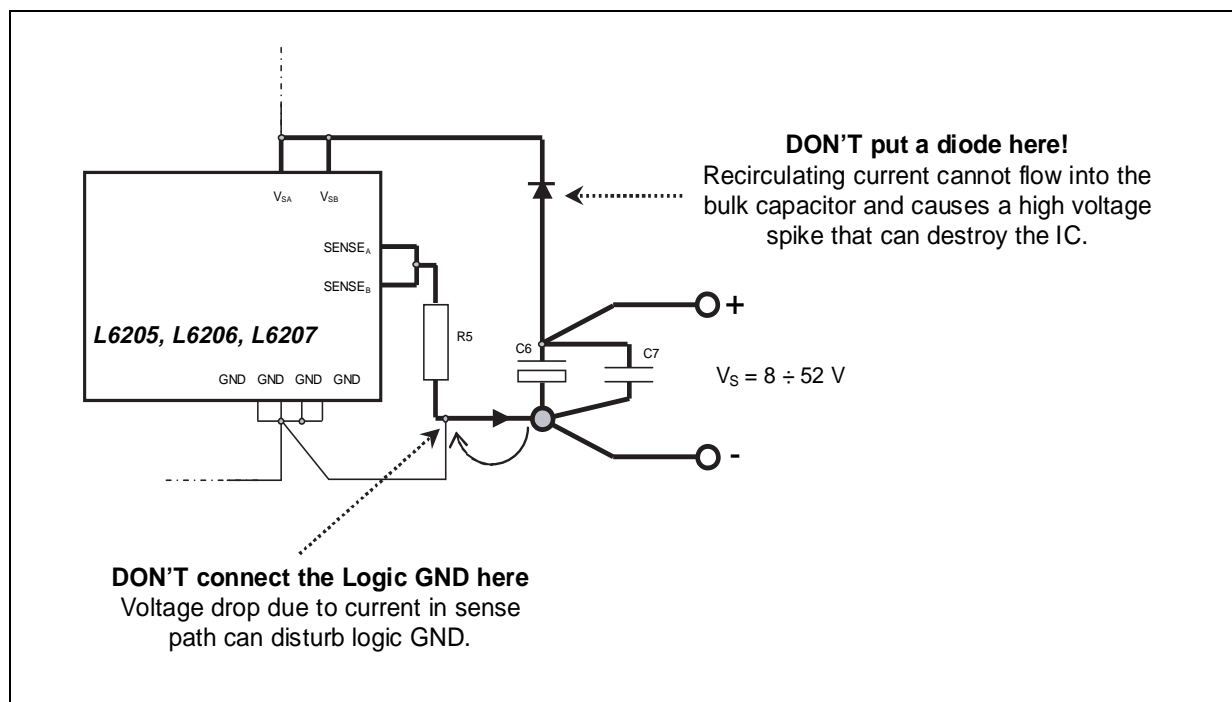 DON'T put a diode here!
Recirculating current cannot flow into the
bulk capacitor and causes a high voltage
spike that can destroy the IC.
VSA VSB
SENSEA
SENSEB
L6205, L6206, L6207
GND GND GND GND
R5
C6
C7
+
VS = 8 ÷ 52 V
-
DON'T connect the Logic GND here
Voltage drop due to current in sense
path can disturb logic GND.